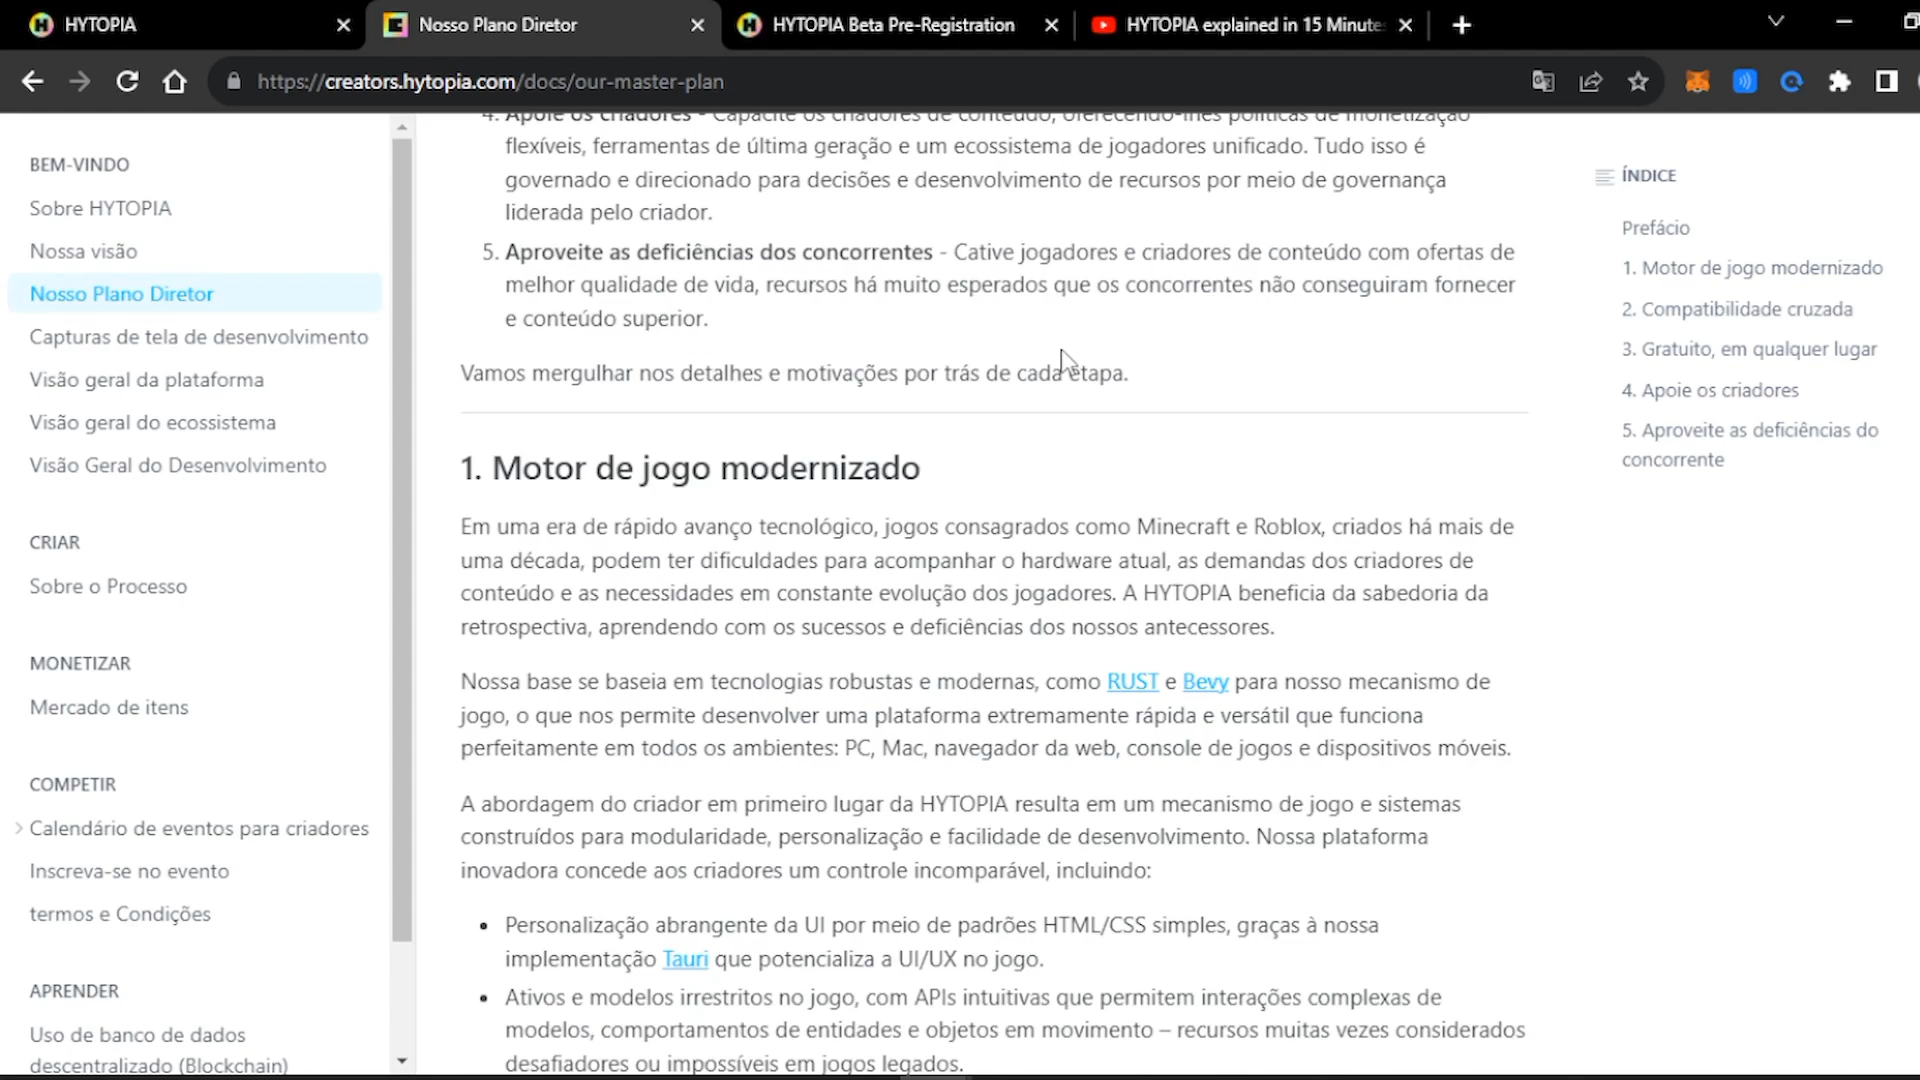 HYTOPIA
Nosso Plano Diretor
HYTOPIA Beta Pre-Registration
HYTOPIA explained in 15 Minute
https://creators.hytopia.com/docs/our-master-plan
BEM-VINDO
Sobre HYTOPIA
Nossa visão
Nosso Plano Diretor
Capturas de tela de desenvolvimento
Visão geral da plataforma
Visão geral do ecossistema
Visão Geral do Desenvolvimento
CRIAR
Sobre o Processo
MONETIZAR
Mercado de itens
COMPETIR
Calendário de eventos para criadores
Inscreva-se no evento
termos e Condições
APRENDER
Uso de banco de dados
descentralizado (Blockchain)
4. Apoie os criadores - Capacite os criadores de conteúdo, oferecendo-lhes políticas de monetização
flexíveis, ferramentas de última geração e um ecossistema de jogadores unificado. Tudo isso é
governado e direcionado para decisões e desenvolvimento de recursos por meio de governança
liderada pelo criador.
5. Aproveite as deficiências dos concorrentes - Cative jogadores e criadores de conteúdo com ofertas de
melhor qualidade de vida, recursos há muito esperados que os concorrentes não conseguiram fornecer
e conteúdo superior.
Vamos mergulhar nos detalhes e motivações por trás de cada etapa.
1. Motor de jogo modernizado
Em uma era de rápido avanço tecnológico, jogos consagrados como Minecraft e Roblox, criados há mais de
uma década, podem ter dificuldades para acompanhar o hardware atual, as demandas dos criadores de
conteúdo e as necessidades em constante evolução dos jogadores. A HYTOPIA beneficia da sabedoria da
retrospectiva, aprendendo com os sucessos e deficiências dos nossos antecessores.
Nossa base se baseia em tecnologias robustas e modernas, como RUST e Bevy para nosso mecanismo de
jogo, o que nos permite desenvolver uma plataforma extremamente rápida e versátil que funciona
perfeitamente em todos os ambientes: PC, Mac, navegador da web, console de jogos e dispositivos móveis.
A abordagem do criador em primeiro lugar da HYTOPIA resulta em um mecanismo de jogo e sistemas
construídos para modularidade, personalização e facilidade de desenvolvimento. Nossa plataforma
inovadora concede aos criadores um controle incomparável, incluindo:
• Personalização abrangente da UI por meio de padrões HTML/CSS simples, graças à nossa
implementação Tauri que potencializa a UI/UX no jogo.
• Ativos e modelos irrestritos no jogo, com APIs intuitivas que permitem interações complexas de
modelos, comportamentos de entidades e objetos em movimento – recursos muitas vezes considerados
desafiadores ou impossíveis em jogos legados.
ÍNDICE
Prefácio
1. Motor de jogo modernizado
2. Compatibilidade cruzada
3. Gratuito, em qualquer lugar
4. Apoie os criadores
5. Aproveite as deficiências do
concorrente